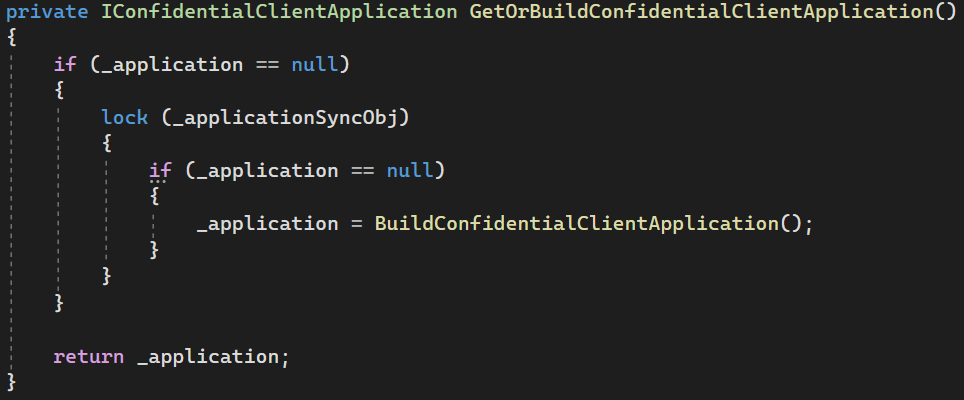 private IConfidentialClientApplication GetOrBuildConfidentialClientApplication()
{
    if (_application == null)
    {
        lock (_applicationSyncObj)
        {
            if (_application == null)
            {
                _application = BuildConfidentialClientApplication();
            }
        }
    }

    return _application;
}